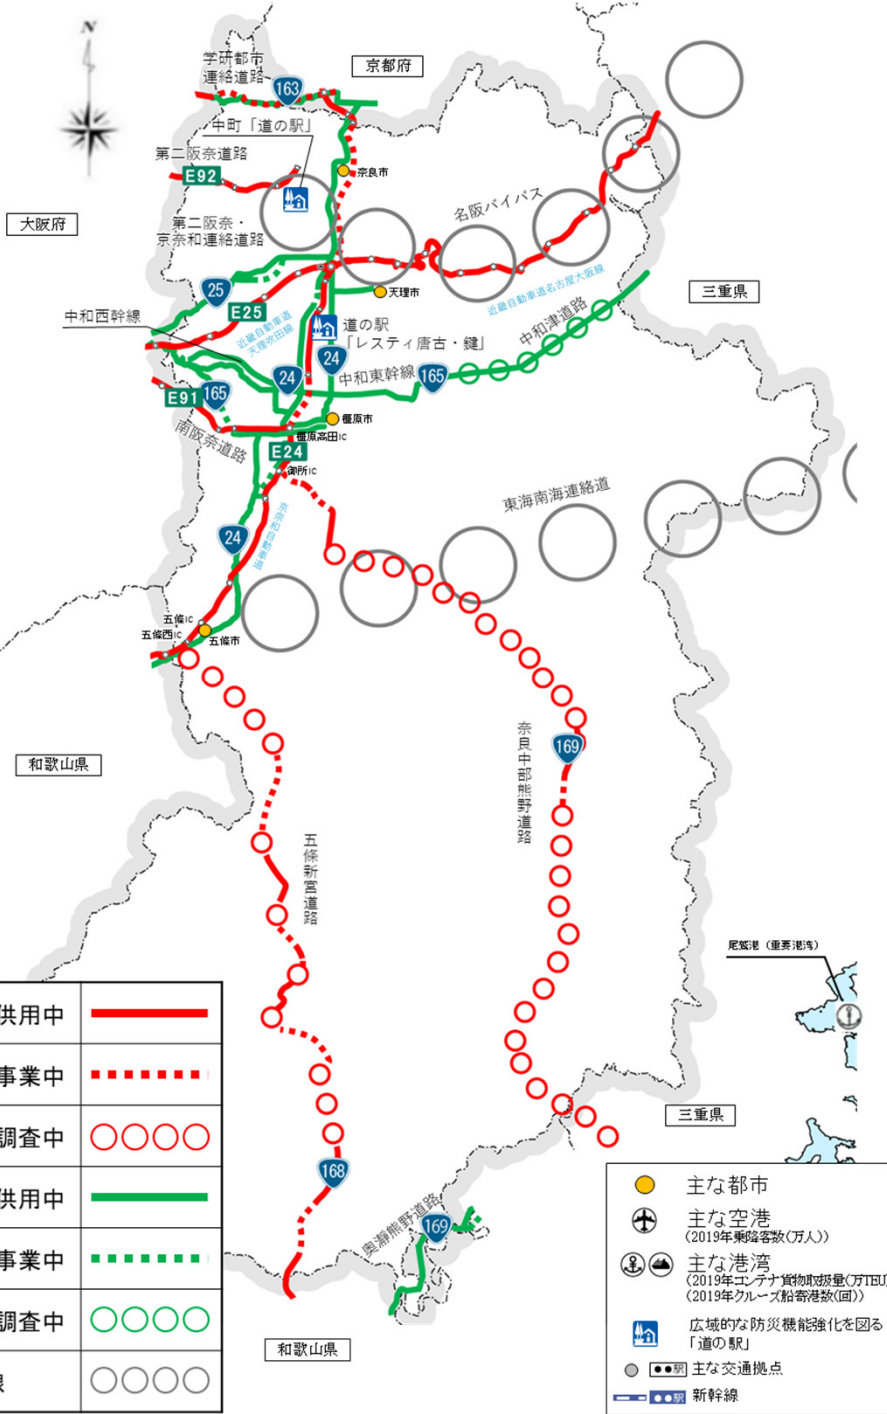 N
京都府
学研都市
連絡道路
163
中町「道の駅」
第二阪奈道路
E92
奈良市
大阪府
第二阪奈・
京奈和連絡道路
名阪バイパス
三重県
25
天理市
近畿自動車道名古屋大阪線
E25
中和西幹線
近畿自動車道
天理吹田線
道の駅
「レスティ唐古・鍵」
中和津道路
24
24
中和東幹線
165
165
E91
橿原市
南阪奈道路
橿原高田IC
E24
御所IC
東海南海連絡道
京奈和自動車道
24
五條IC
五條西IC
五條市
169
奈良中部熊野道路
和歌山県
五條新宮道路
尾鷲港（重要港湾）
供用中
事業中
調査中
供用中
事業中
調査中
線
三重県
168
奥瀞熊野道路
169
和歌山県
主な都市
主な空港
(2019年乗降客数(万人))
主な港湾
(2019年コンテナ貨物取扱量(万TEU
(2019年クルーズ船寄港数(回))
広域的な防災機能強化を図る
「道の駅」
●●駅 主な交通拠点
●●駅 新幹線